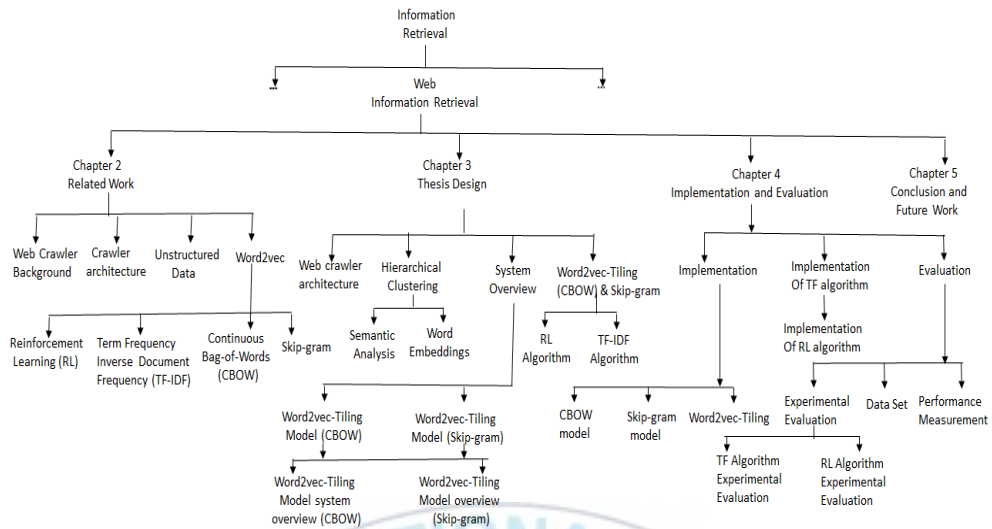 Information
Retrieval
...
...
Web
Information Retrieval
Chapter 2
Related Work
Chapter 3
Thesis Design
Chapter 4
Implementation and Evaluation
Chapter 5
Conclusion and
Future Work
Web Crawler
Background
Crawler
architecture
Unstructured
Data
Word2vec
Web crawler
architecture
Hierarchical
Clustering
System
Overview
Word2vec-Tiling
(CBOW) & Skip-gram
Implementation
Implementation
Of TF algorithm
Evaluation
Reinforcement
Learning (RL)
Term Frequency
Inverse Document
Frequency (TF-IDF)
Continuous
Bag-of-Words
(CBOW)
Skip-gram
Semantic
Analysis
Word
Embeddings
RL
Algorithm
TF-IDF
Algorithm
Implementation
Of RL algorithm
Word2vec-Tiling
Model (CBOW)
Word2vec-Tiling
Model (Skip-gram)
CBOW
model
Skip-gram
model
Word2vec-Tiling
Experimental
Evaluation
Data Set
Performance
Measurement
Word2vec-Tiling
Model system
overview (CBOW)
Word2vec-Tiling
Model overview
(Skip-gram)
TF Algorithm
Experimental
Evaluation
RL Algorithm
Experimental
Evaluation